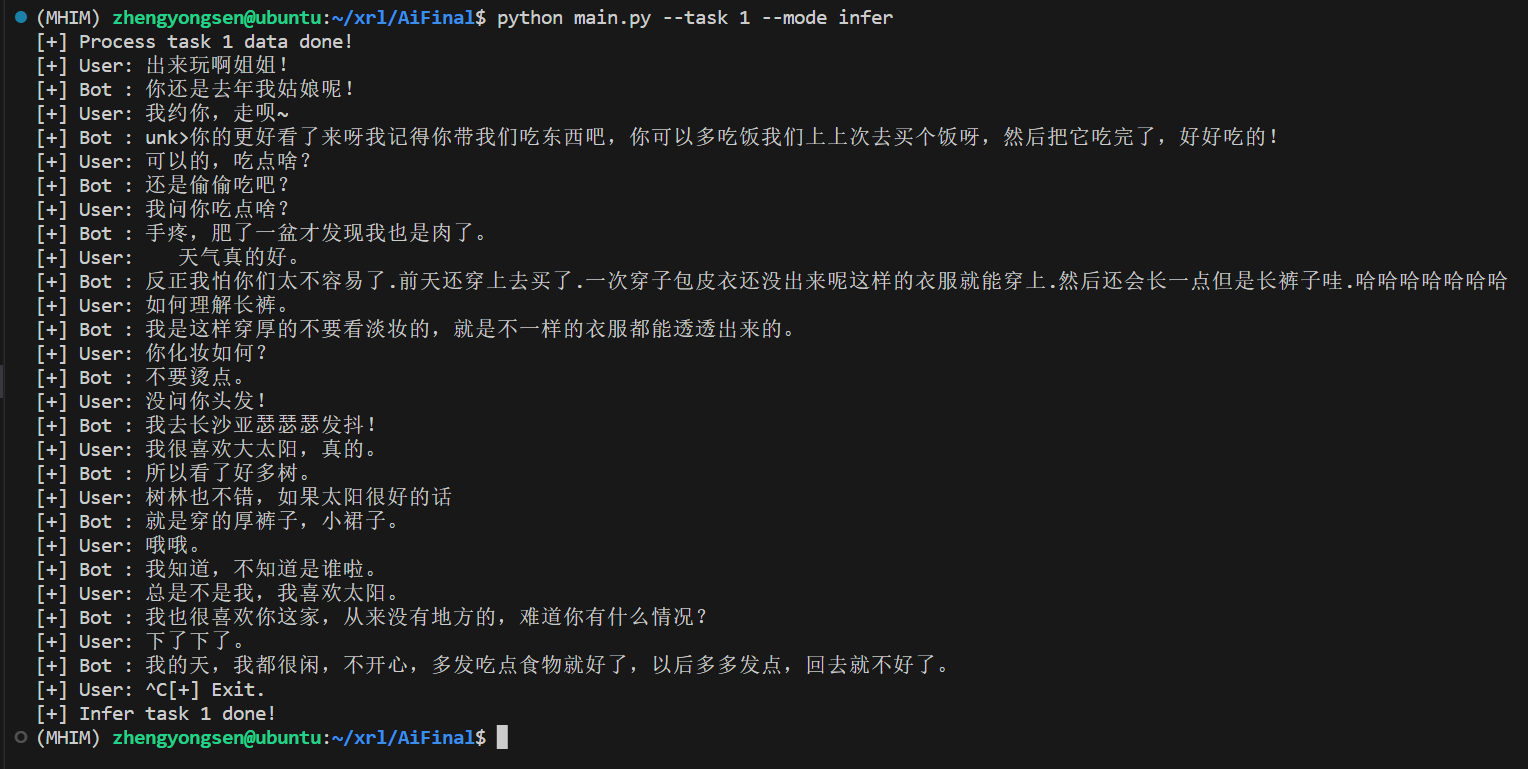 (MHIM) zhengyongsen@ubuntu:~/xrl/AiFinal$ python main.py --task 1 --mode infer
[+] Process task 1 data done!
[+] User: 出来玩啊姐姐！
[+] Bot : 你还是去年我姑娘呢！
[+] User: 我约你，走呗~
[+] Bot : unk>你的更好看了来呀我记得你带我们吃东西吧，你可以多吃饭我们上上次去买个饭呀，然后把它吃完了，好好吃的！
[+] User: 可以的，吃点啥？
[+] Bot : 还是偷偷吃吧？
[+] User: 我问你吃点啥？
[+] Bot : 手疼，肥了一盆才发现我也是肉了。
[+] User:    天气真的好。
[+] Bot : 反正我怕你们太不容易了.前天还穿上去买了.一次穿子包皮衣还没出来呢这样的衣服就能穿上.然后还会长一点但是长裤子哇.哈哈哈哈哈哈哈
[+] User: 如何理解长裤。
[+] Bot : 我是这样穿厚的不要看淡妆的，就是不一样的衣服都能透透出来的。
[+] User: 你化妆如何？
[+] Bot : 不要烫点。
[+] User: 没问你头发！
[+] Bot : 我去长沙亚瑟瑟瑟发抖！
[+] User: 我很喜欢大太阳，真的。
[+] Bot : 所以看了好多树。
[+] User: 树林也不错，如果太阳很好的话
[+] Bot : 就是穿的厚裤子，小裙子。
[+] User: 哦哦。
[+] Bot : 我知道，不知道是谁啦。
[+] User: 总是不是我，我喜欢太阳。
[+] Bot : 我也很喜欢你这家，从来没有地方的，难道你有什么情况？
[+] User: 下了下了。
[+] Bot : 我的天，我都很闲，不开心，多发吃点食物就好了，以后多多发点，回去就不好了。
[+] User: ^C[+] Exit.
[+] Infer task 1 done!
(MHIM) zhengyongsen@ubuntu:~/xrl/AiFinal$